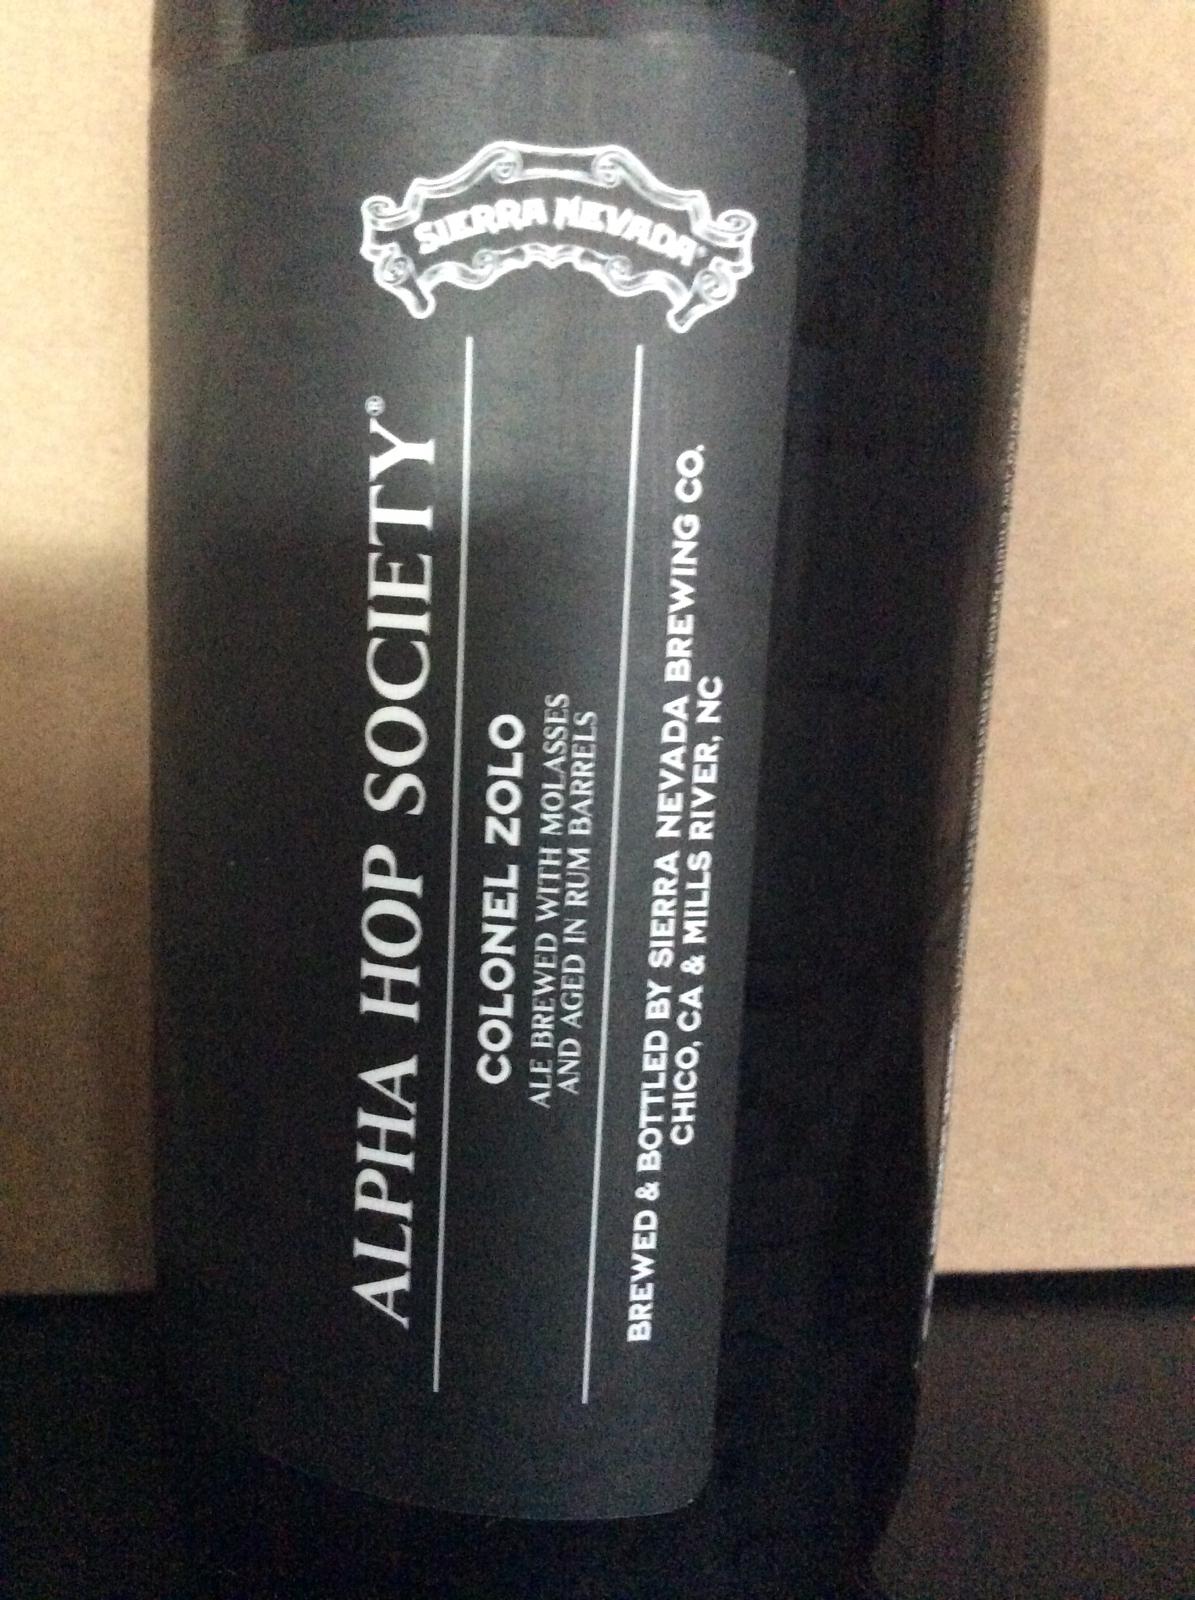 SIERRA NEVADA®
ALPHA HOP SOCIETY®
COLONEL ZOLO
ALE BREWED WITH MOLASSES
AND AGED IN RUM BARRELS
BREWED & BOTTLED BY SIERRA NEVADA BREWING CO.
CHICO, CA & MILLS RIVER, NC